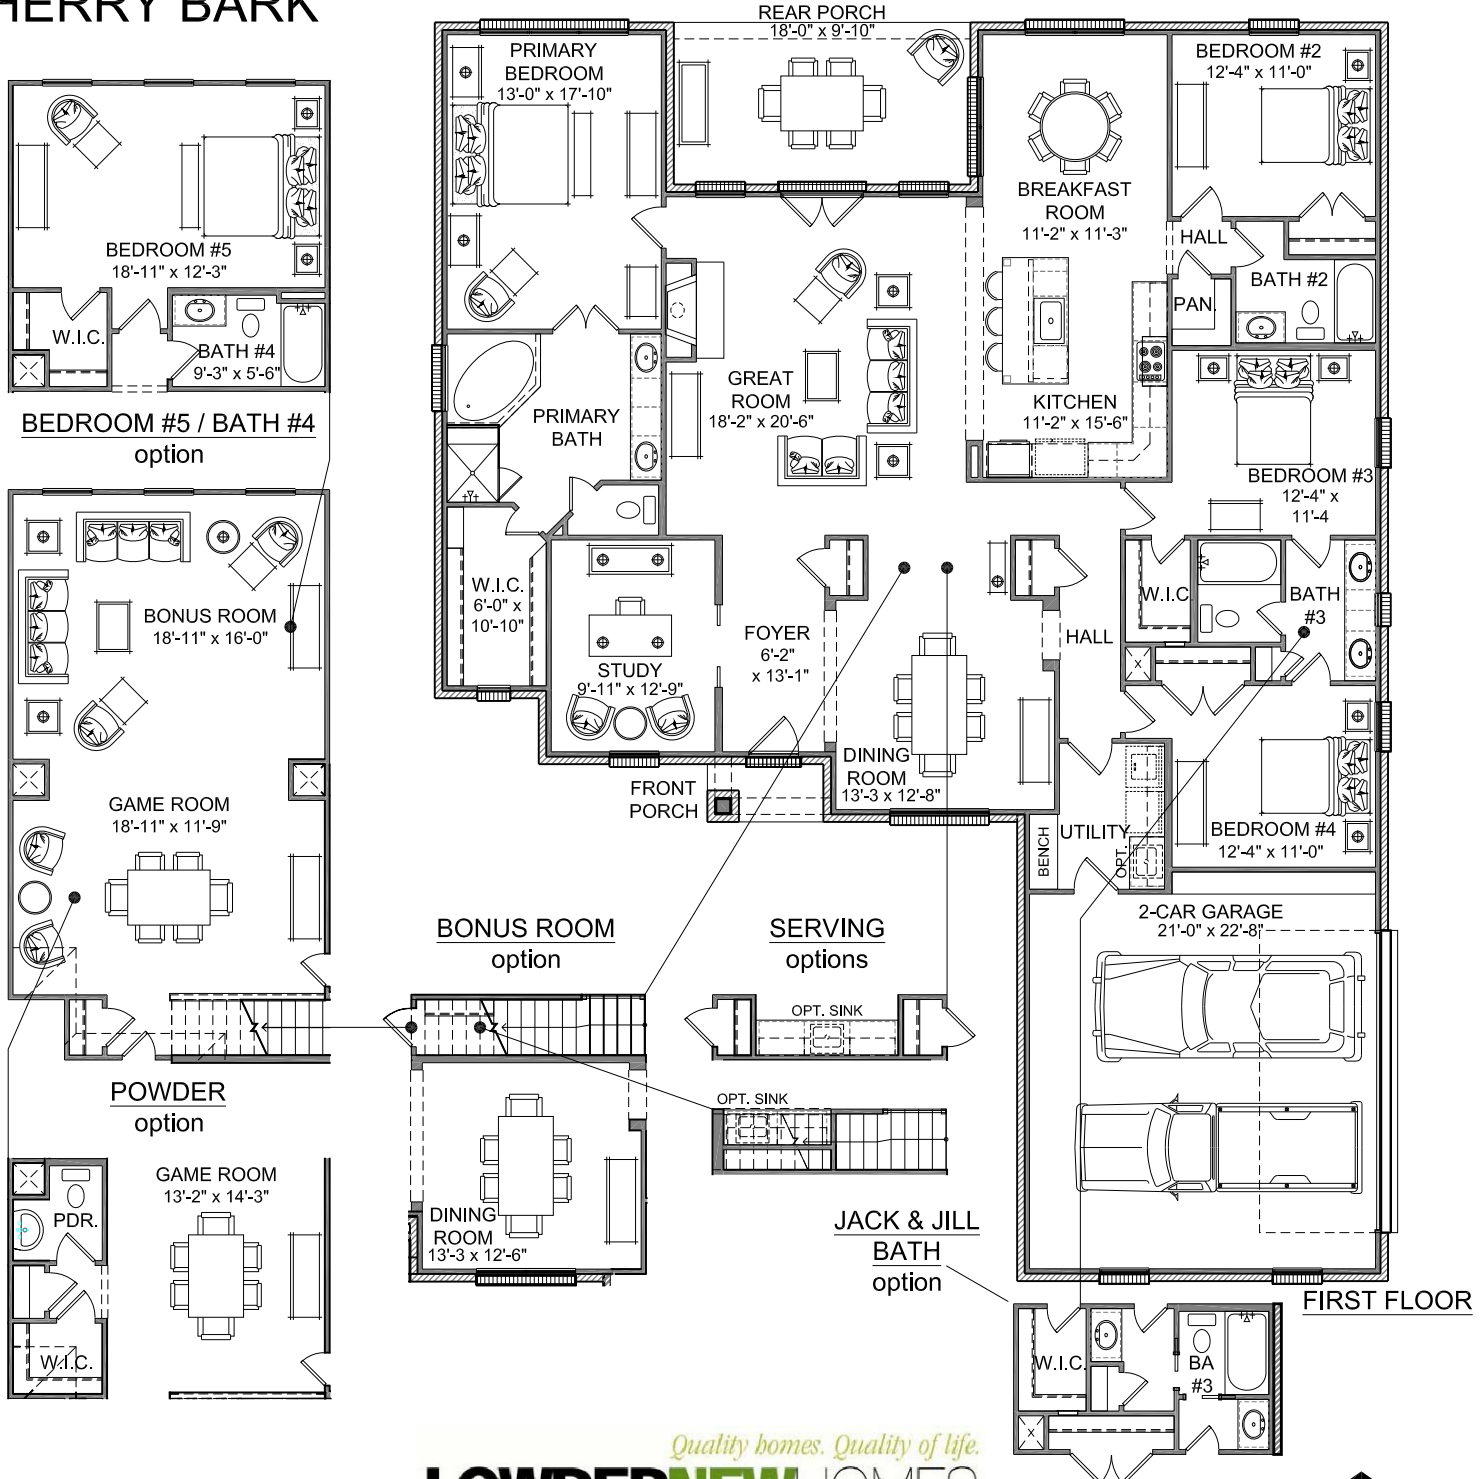 HERRY BARK
BEDROOM #5
18'-11" x 12'-3"
W.I.C.
BATH #4
9'-3" x 5'-6"
BEDROOM #5 / BATH #4
option
BONUS ROOM
18'-11" x 16'-0"
GAME ROOM
18'-11" x 11'-9"
POWDER
option
GAME ROOM
13'-2" x 14'-3"
PDR.
W.I.C.
REAR PORCH
18'-0" x 9'-10"
PRIMARY
BEDROOM
13'-0" x 17'-10"
BREAKFAST
ROOM
11'-2" x 11'-3"
BEDROOM #2
12'-4" x 11'-0"
HALL
BATH #2
PAN.
GREAT
ROOM
18'-2" x 20'-6"
KITCHEN
11'-2" x 15'-6"
PRIMARY
BATH
BEDROOM #3
12'-4" x
11'-4
W.I.C.
6'-0" x
10'-10"
STUDY
9'-11" x 12'-9"
FOYER
6'-2"
x 13'-1"
HALL
W.I.C
BATH
#3
X
DINING
ROOM
13'-3 x 12'-8"
FRONT
PORCH
BENCH
UTILITY
OPT.
BEDROOM #4
12'-4" x 11'-0"
2-CAR GARAGE
21'-0" x 22'-8"
BONUS ROOM
option
SERVING
options
OPT. SINK
OPT. SINK
DINING
ROOM
13'-3 x 12'-6"
JACK & JILL
BATH
option
FIRST FLOOR
W.I.C.
BA
#3
X
Quality homes. Quality of life.
LOWDERNEWHOMES